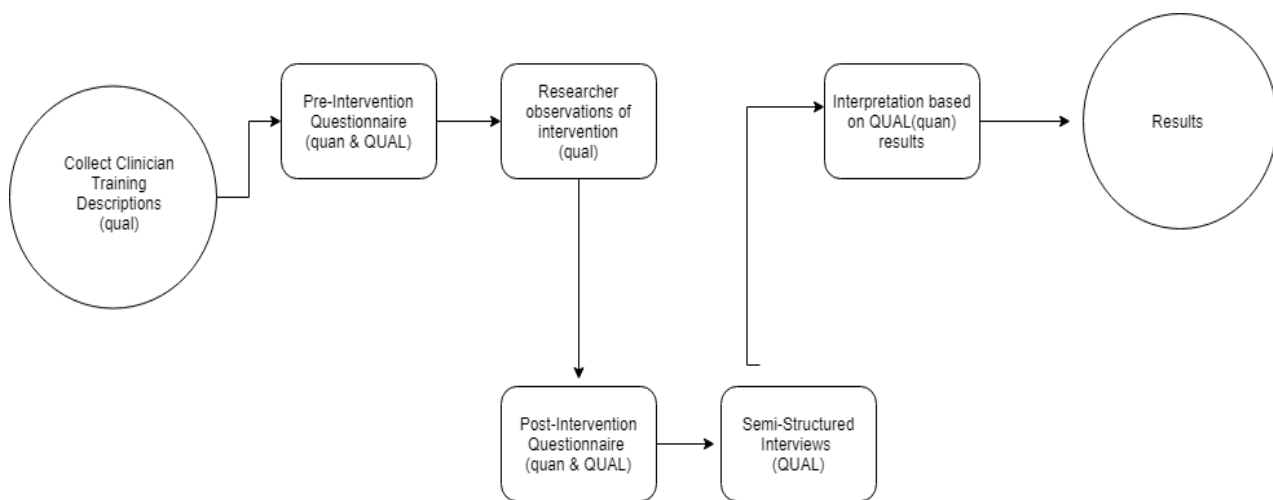 Collect Clinician
Training
Descriptions
(qual)
Pre-Intervention
Questionnaire
(quan & QUAL)
Researcher
observations of
intervention
(qual)
Post-Intervention
Questionnaire
(quan & QUAL)
Semi-Structured
Interviews
(QUAL)
Interpretation based
on QUAL(quan)
results
Results